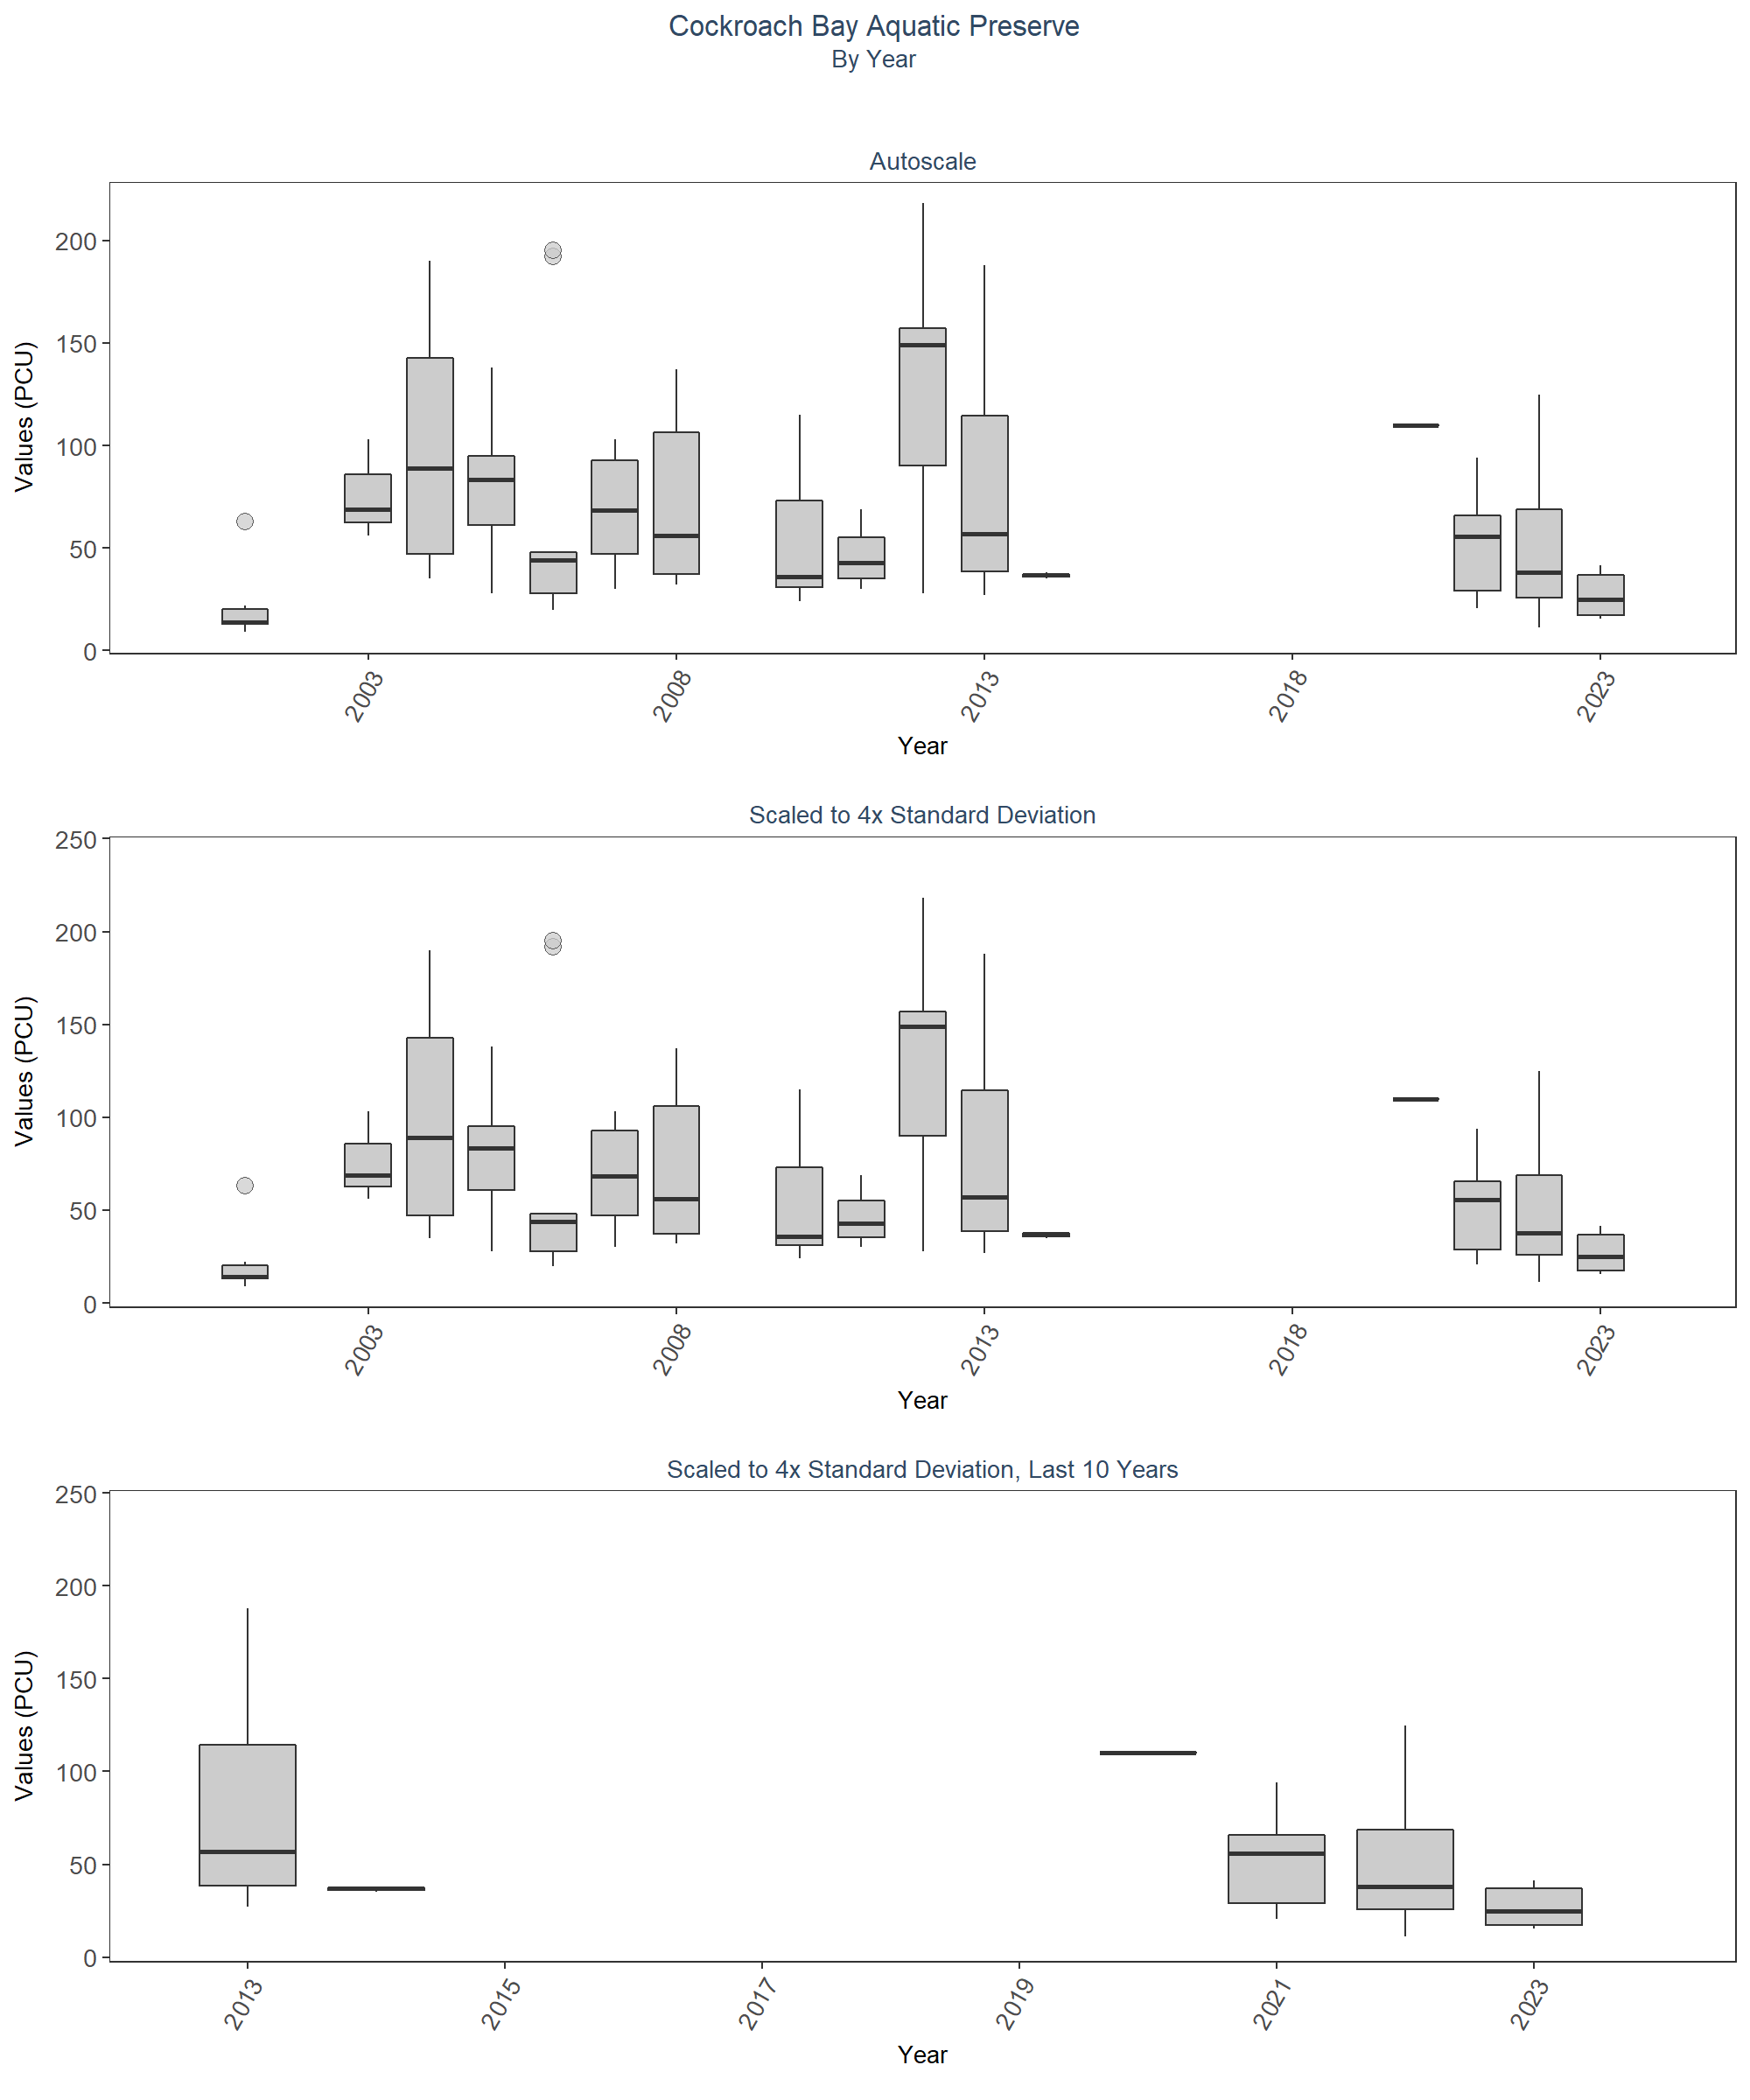 Cockroach Bay Aquatic Preserve
By Year
Autoscale
Values (PCU)
200
150
100
50
0
2003 2008 2013 2018 2023
Year
Scaled to 4x Standard Deviation
Values (PCU)
250
200
150
100
50
0
2003 2008 2013 2018 2023
Year
Scaled to 4x Standard Deviation, Last 10 Years
Values (PCU)
250
200
150
100
50
0
2013 2015 2017 2019 2021 2023
Year